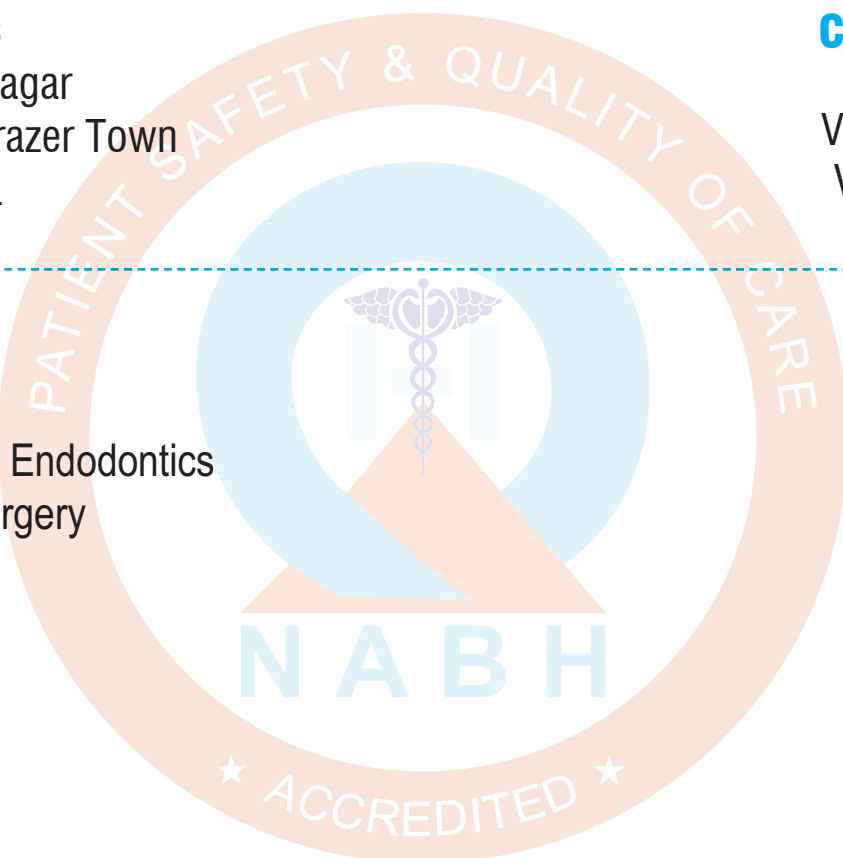 agar
razer Town
PATIENT SAFETY & QUALITY OF CARE
Endodontics
rgery
NABH
★ ACCREDITED ★